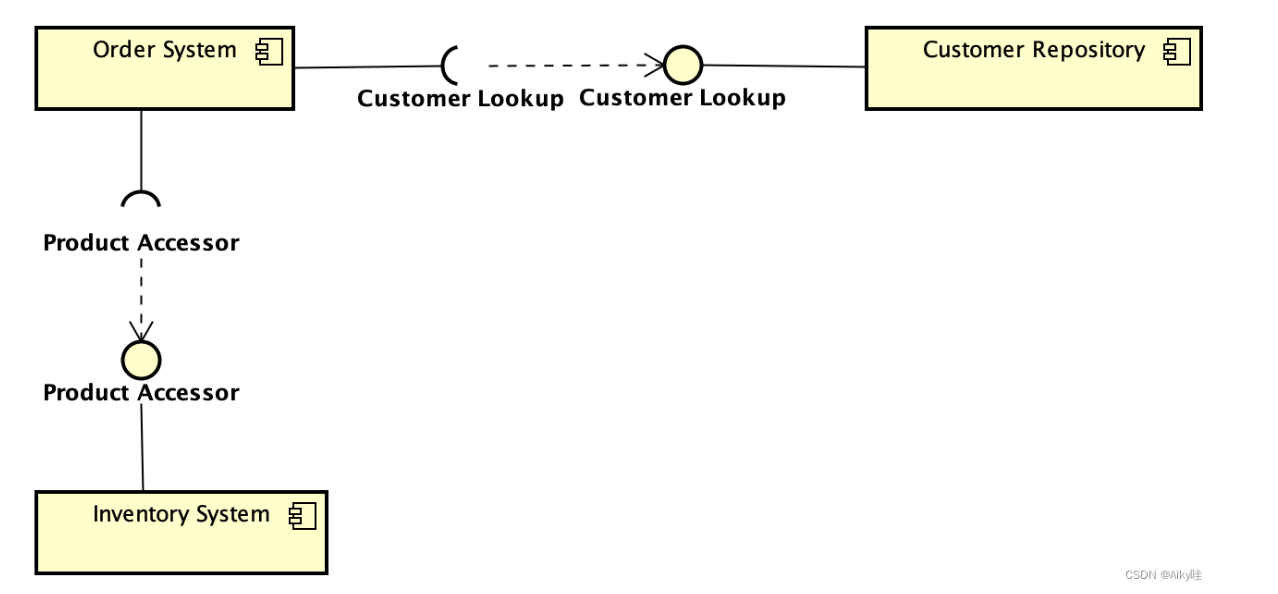 Order System
Customer Repository
Customer Lookup
Customer Lookup
Product Accessor
Product Accessor
Inventory System
CSDN @Aiky哇